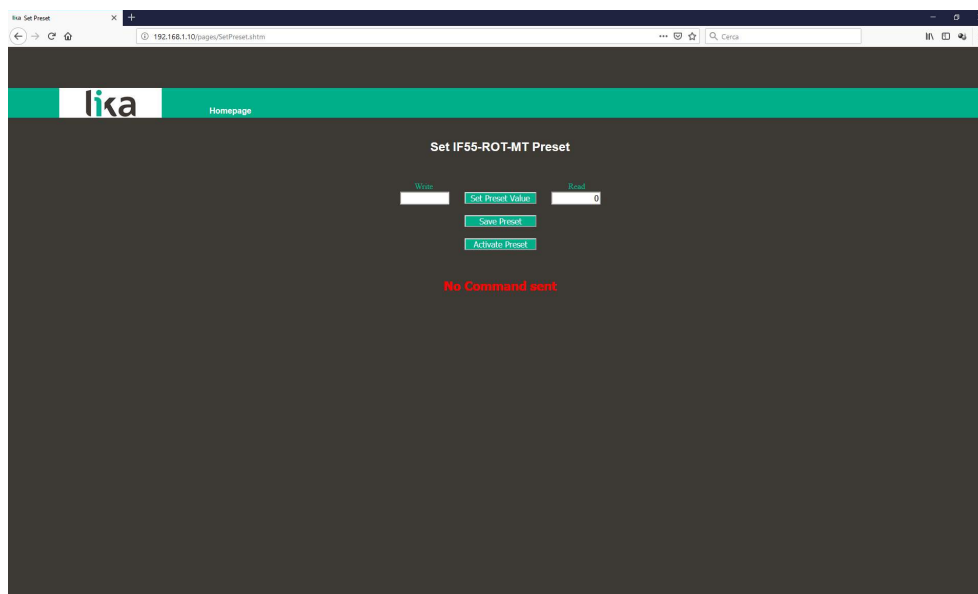 lika Set Preset
192.168.1.10/pages/SetPreset.shtm
Cerca
lika
Homepage
Set IF55-ROT-MT Preset
Write
Read
Set Preset Value
0
Save Preset
Activate Preset
No Command sent